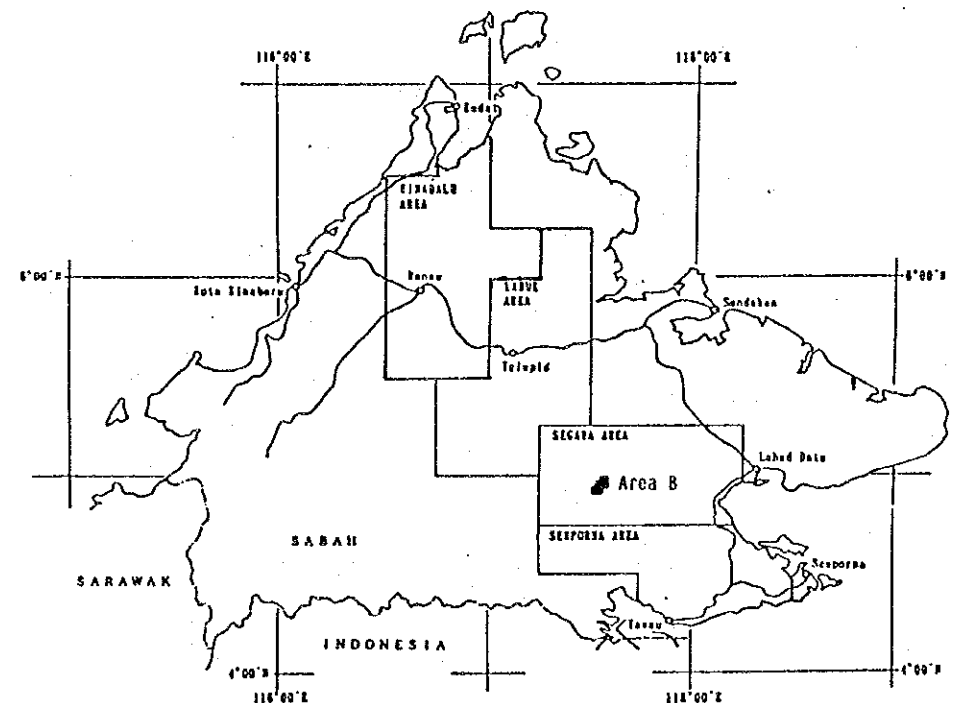 116°00'E
118°00'E
Kudat
KINABALU
AREA
6°00'N
6°00'N
Ranau
LABUK
AREA
Kota Kinabaru
Sandakan
Telupid
SEGAMA AREA
Lahad Datu
Area B
SEMPORNA AREA
SABAH
Semporna
SARAWAK
Tawau
INDONESIA
4°00'N
4°00'N
116°00'E
118°00'E